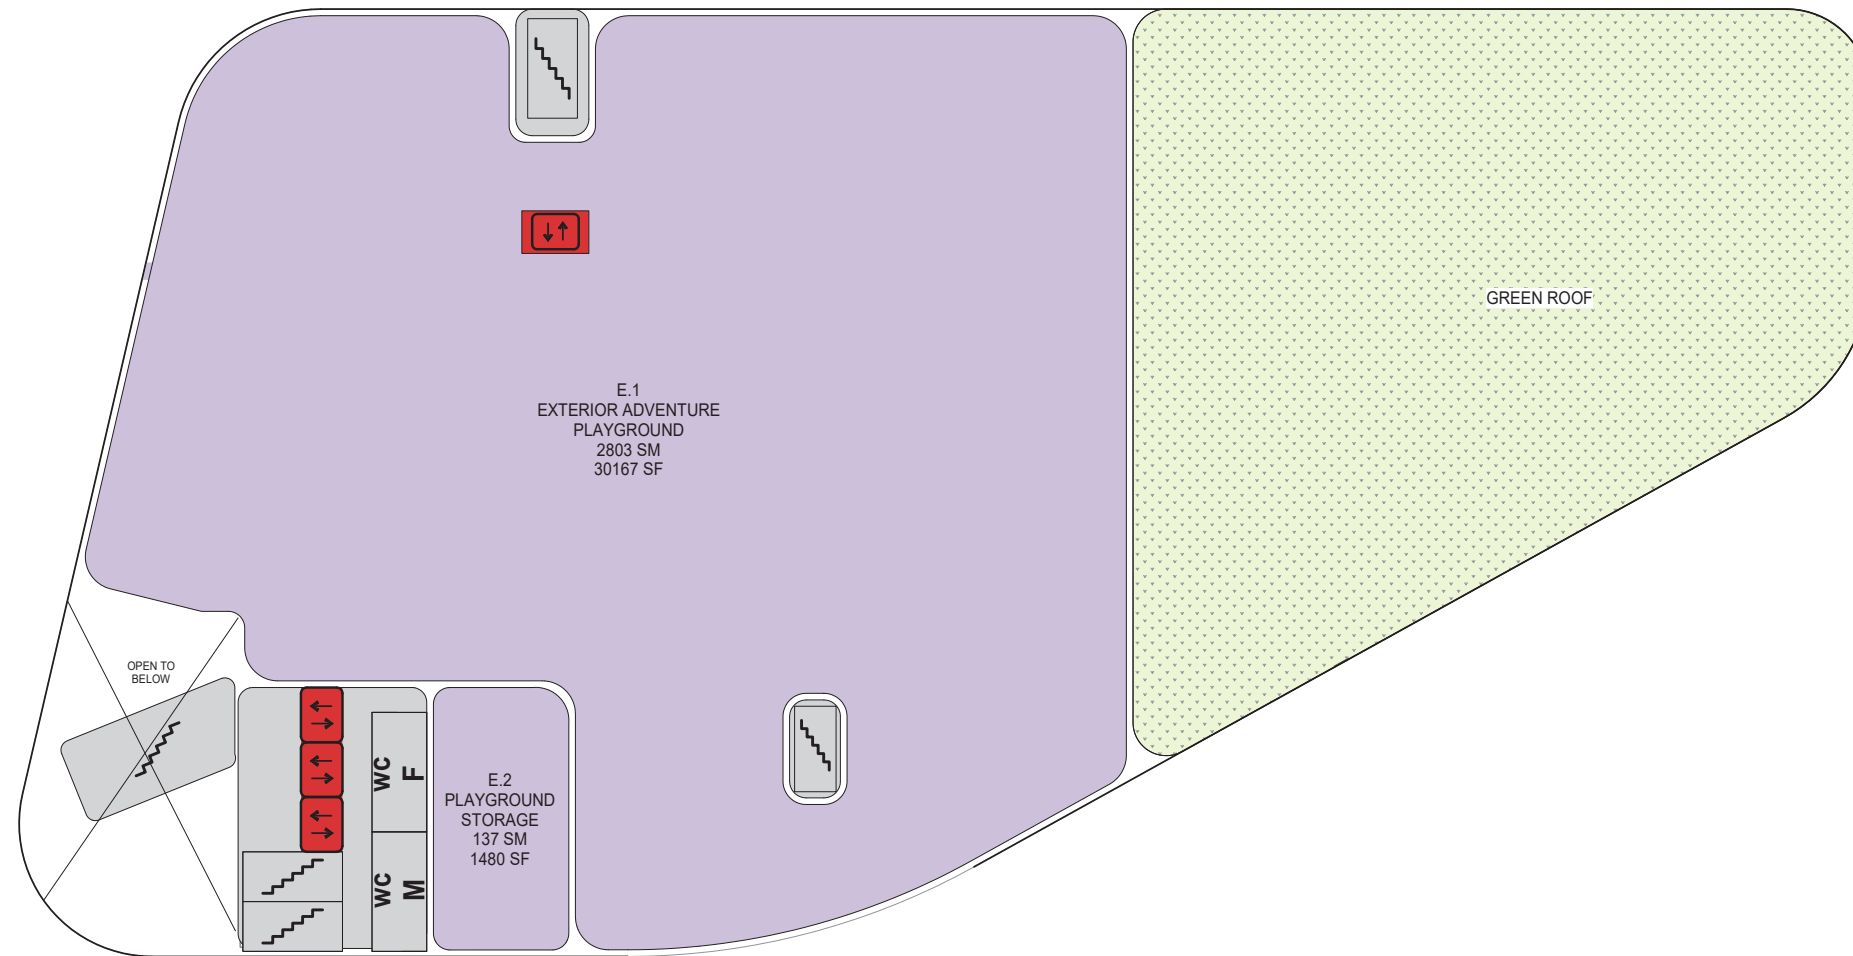 GREEN ROOF
E.1
EXTERIOR ADVENTURE
PLAYGROUND
2803 SM
30167 SF
OPEN TO
BELOW
WC
F
WC
M
E.2
PLAYGROUND
STORAGE
137 SM
1480 SF